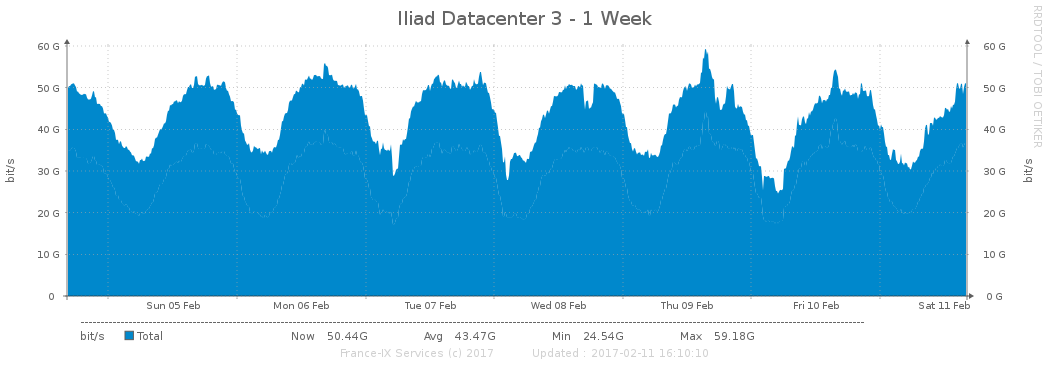 Iliad Datacenter 3 - 1 Week
RRDTOOL / TOBI OETIKER
bit/s
60 G
50 G
40 G
30 G
20 G
10 G
0
60 G
50 G
40 G
30 G
20 G
10 G
0 G
bit/s
Sun 05 Feb Mon 06 Feb Tue 07 Feb Wed 08 Feb Thu 09 Feb Fri 10 Feb Sat 11 Feb
bit/s Total Now 50.44G Avg 43.47G Min 24.54G Max 59.18G
France-IX Services (c) 2017 Updated : 2017-02-11 16:10:10